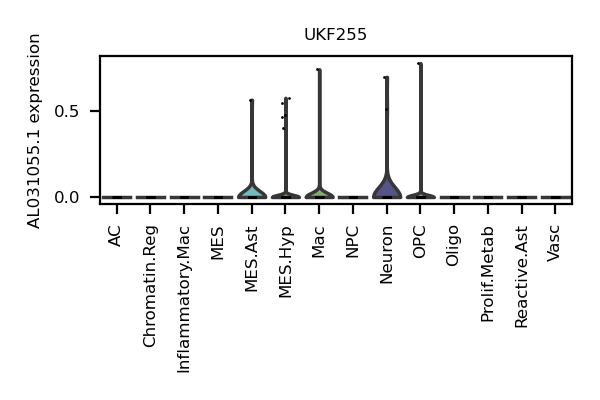 UKF255
AL031055.1 expression
0.5
0.0
AC
Chromatin.Reg
Inflammatory.Mac
MES
MES.Ast
MES.Hyp
Mac
NPC
Neuron
OPC
Oligo
Prolif.Metab
Reactive.Ast
Vasc